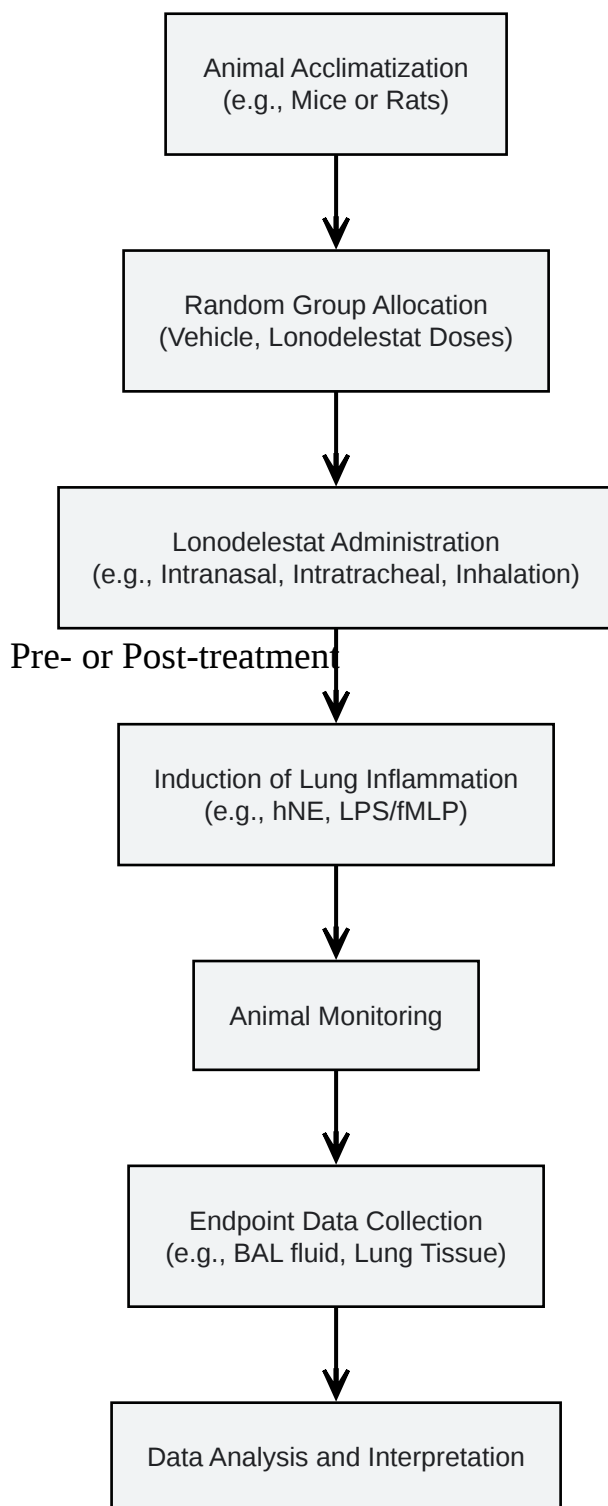 Animal Acclimatization
(e.g., Mice or Rats)
Random Group Allocation
(Vehicle, Lonodelestat Doses)
Lonodelestat Administration
(e.g., Intranasal, Intratracheal, Inhalation)
Pre- or Post-treatment
Induction of Lung Inflammation
(e.g., hNE, LPS/fMLP)
Animal Monitoring
Endpoint Data Collection
(e.g., BAL fluid, Lung Tissue)
Data Analysis and Interpretation